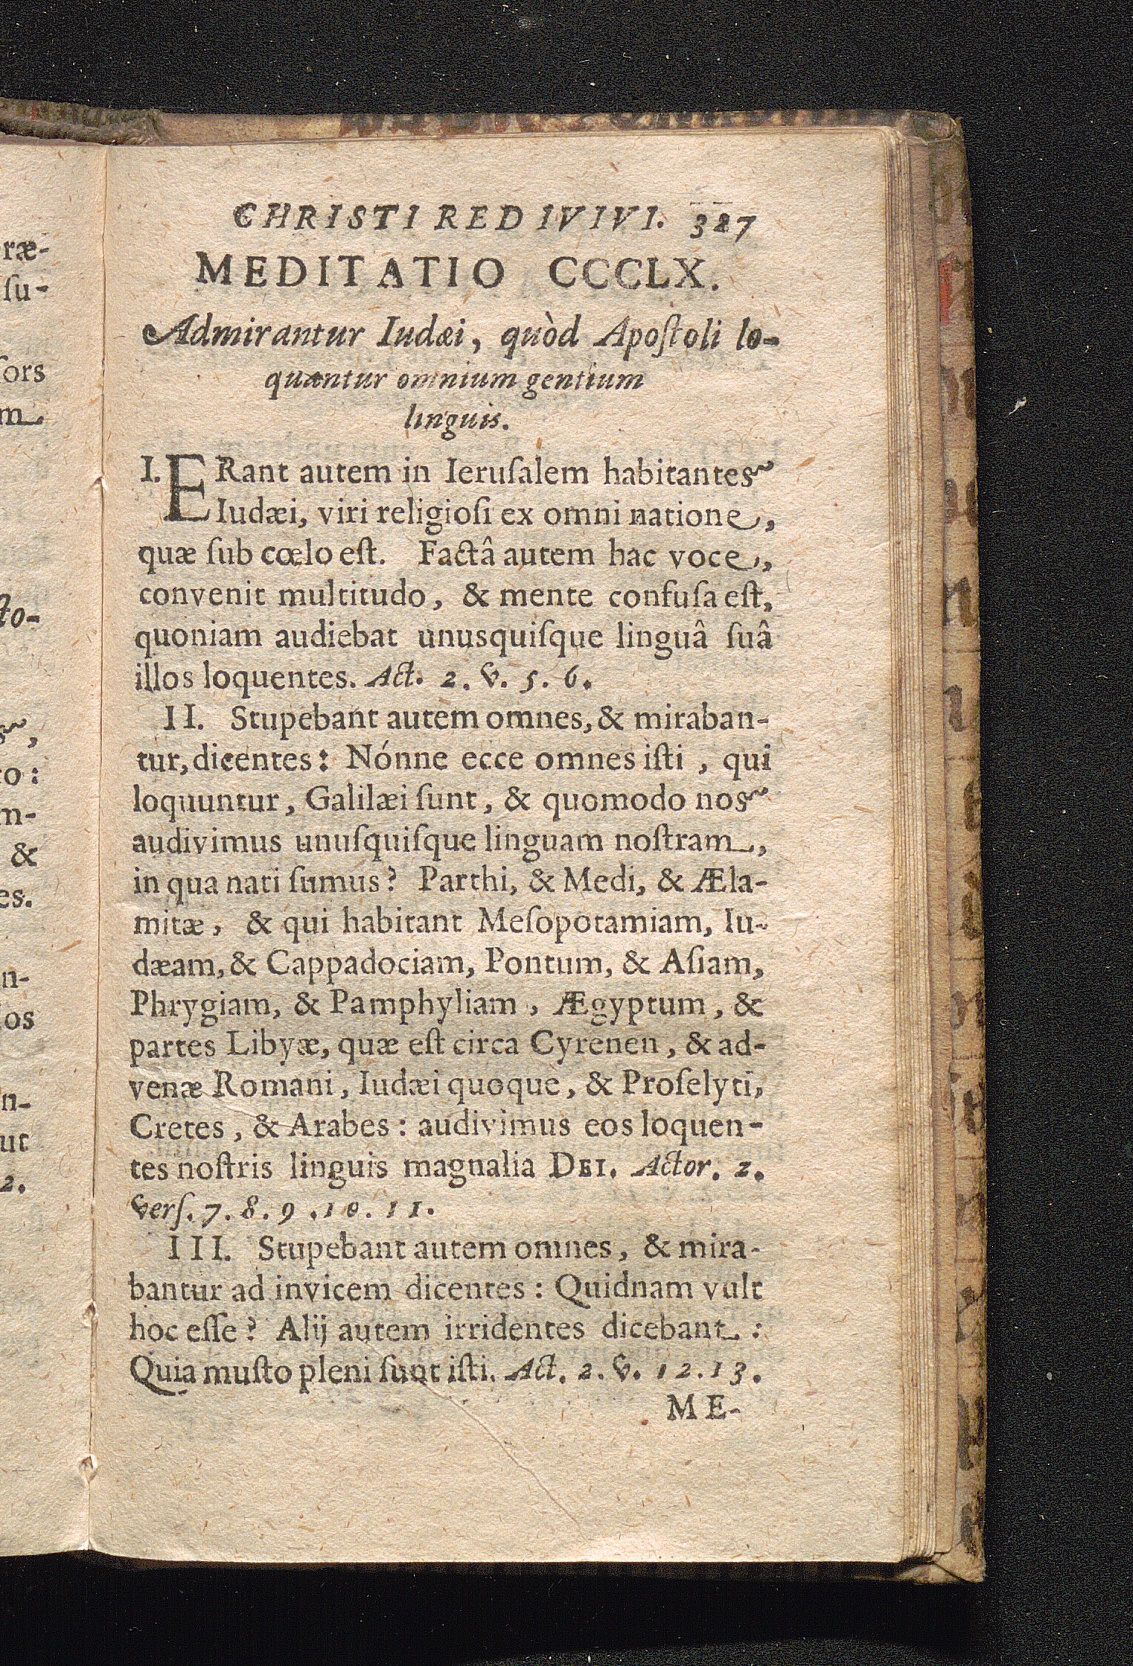 CHRISTI REDIVIVI. 327
MEDITATIO CCCLX.
Admirantur Iudæi, quòd Apoſtoli lo-
quantur omnium gentium
linguis.
I. ERant autem in Ieruſalem habitantes
Iudæi, viri religioſi ex omni natione,
quæ ſub cœlo eſt. Factâ autem hac voce,
convenit multitudo, & mente confuſa eſt,
quoniam audiebat unusquiſque linguâ ſuâ
illos loquentes. Act. 2. v. 5. 6.
II. Stupebant autem omnes, & miraban-
tur, dicentes: Nónne ecce omnes iſti, qui
loquuntur, Galilæi ſunt, & quomodo nos
audivimus unuſquiſque linguam noſtram,
in qua nati ſumus? Parthi, & Medi, & Æla-
mitæ, & qui habitant Meſopotamiam, Iu-
dæam, & Cappadociam, Pontum, & Aſiam,
Phrygiam, & Pamphyliam, Ægyptum, &
partes Libyæ, quæ eſt circa Cyrenen, & ad-
venæ Romani, Iudæi quoque, & Proſelyti,
Cretes, & Arabes: audivimus eos loquen-
tes noſtris linguis magnalia DEI. Actor. 2.
verſ. 7. 8. 9. 10. 11.
III. Stupebant autem omnes, & mira-
bantur ad invicem dicentes: Quidnam vult
hoc eſſe? Alij autem irridentes dicebant:
Quia muſto pleni ſunt iſti. Act. 2. v. 12. 13.
ME-